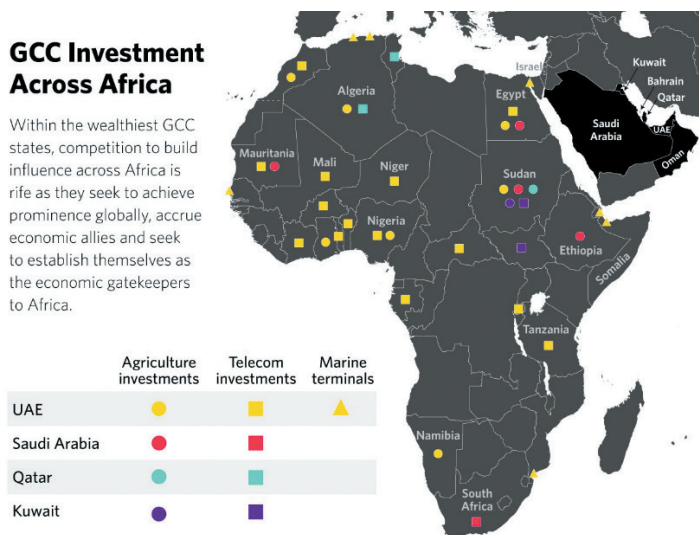 GCC Investment
Across Africa
Within the wealthiest GCC
states, competition to build
influence across Africa is
rife as they seek to achieve
prominence globally, accrue
economic allies and seek
to establish themselves as
the economic gatekeepers
to Africa.
Israel
Kuwait
Bahrain
Qatar
Saudi
Arabia
UAE
Oman
Algeria
Egypt
Mauritania
Mali
Niger
Sudan
Nigeria
Ethiopia
Somalia
Tanzania
Namibia
South
Africa
Agriculture investments
Telecom investments
Marine terminals
UAE
Saudi Arabia
Qatar
Kuwait